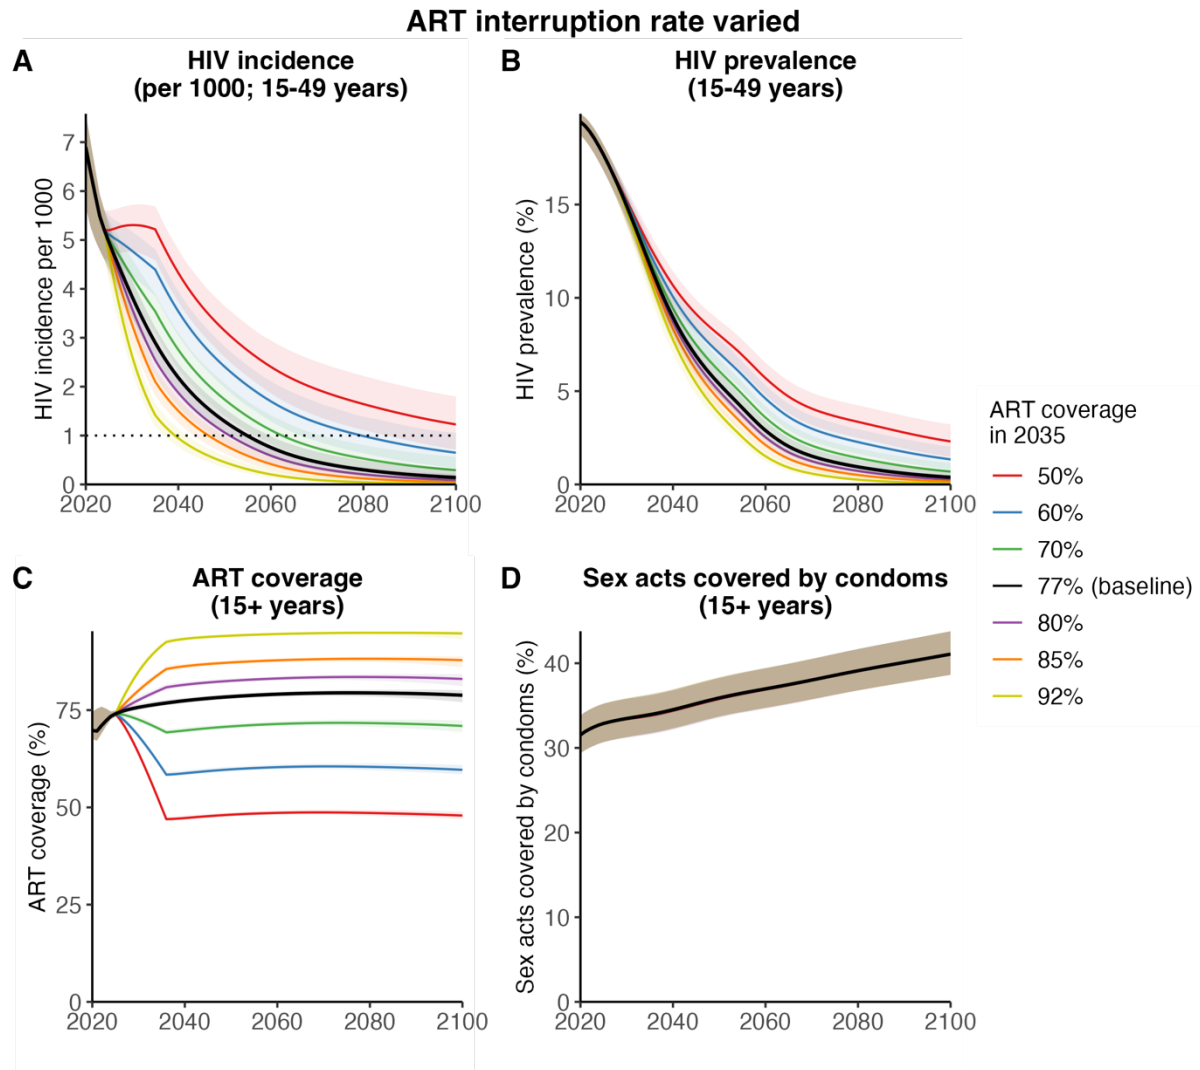 ART interruption rate varied
A
HIV incidence
(per 1000; 15-49 years)
HIV incidence per 1000
7
6
5
4
3
2
1
0
2020
2040
2060
2080
2100
B
HIV prevalence
(15-49 years)
HIV prevalence (%)
15
10
5
0
2020
2040
2060
2080
2100
C
ART coverage
(15+ years)
ART coverage (%)
75
50
25
0
2020
2040
2060
2080
2100
D
Sex acts covered by condoms
(15+ years)
Sex acts covered by condoms (%)
40
30
20
10
0
2020
2040
2060
2080
2100
ART coverage
in 2035
50%
60%
70%
77% (baseline)
80%
85%
92%